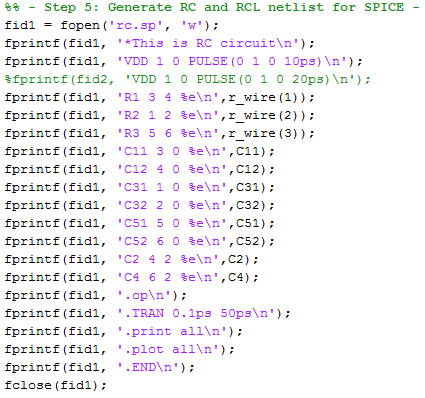 %% - Step 5: Generate RC and RCL netlist for SPICE -
fid1 = fopen('rc.sp', 'w');
fprintf(fid1, '*This is RC circuit\n');
fprintf(fid1, 'VDD 1 0 PULSE(0 1 0 10ps)\n');
%fprintf(fid2, 'VDD 1 0 PULSE(0 1 0 20ps)\n');
fprintf(fid1, 'R1 3 4 %e\n',r_wire(1));
fprintf(fid1, 'R2 1 2 %e\n',r_wire(2));
fprintf(fid1, 'R3 5 6 %e\n',r_wire(3));
fprintf(fid1, 'C11 3 0 %e\n',C11);
fprintf(fid1, 'C12 4 0 %e\n',C12);
fprintf(fid1, 'C31 1 0 %e\n',C31);
fprintf(fid1, 'C32 2 0 %e\n',C32);
fprintf(fid1, 'C51 5 0 %e\n',C51);
fprintf(fid1, 'C52 6 0 %e\n',C52);
fprintf(fid1, 'C2 4 2 %e\n',C2);
fprintf(fid1, 'C4 6 2 %e\n',C4);
fprintf(fid1, '.op\n');
fprintf(fid1, '.TRAN 0.1ps 50ps\n');
fprintf(fid1, '.print all\n');
fprintf(fid1, '.plot all\n');
fprintf(fid1, '.END\n');
fclose(fid1);